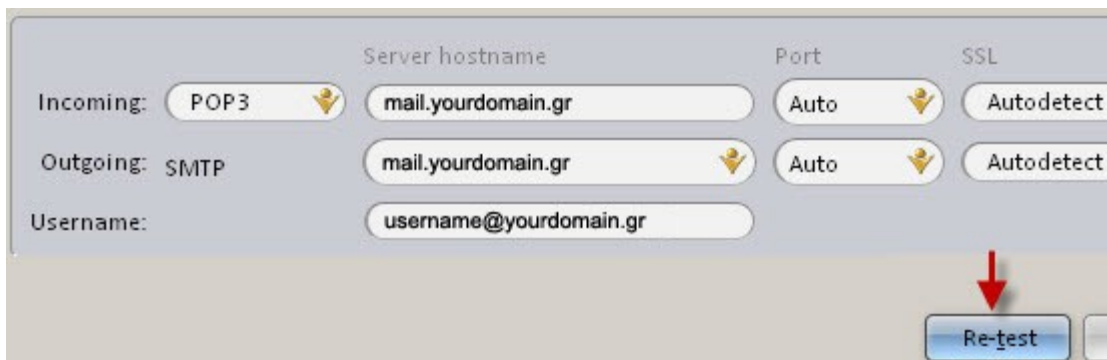 Server hostname Port SSL
Incoming: POP3 mail.yourdomain.gr Auto Autodetect
Outgoing: SMTP mail.yourdomain.gr Auto Autodetect
Username: username@yourdomain.gr
Re-test